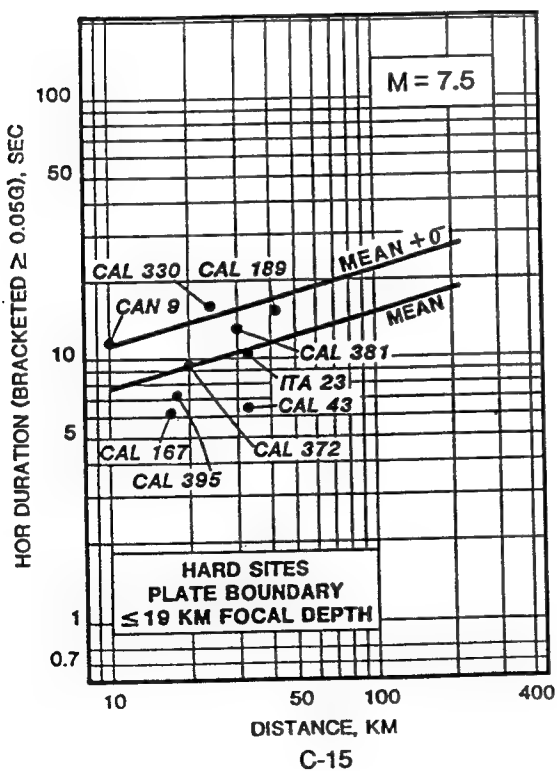 M = 7.5
HOR DURATION (BRACKETED ≥ 0.05G), SEC
100
50
10
5
1
0.7
MEAN + σ
MEAN
CAL 330
CAL 189
CAN 9
CAL 381
ITA 23
CAL 43
CAL 372
CAL 167
CAL 395
HARD SITES
PLATE BOUNDARY
≤ 19 KM FOCAL DEPTH
10
50
100
400
DISTANCE, KM
C-15